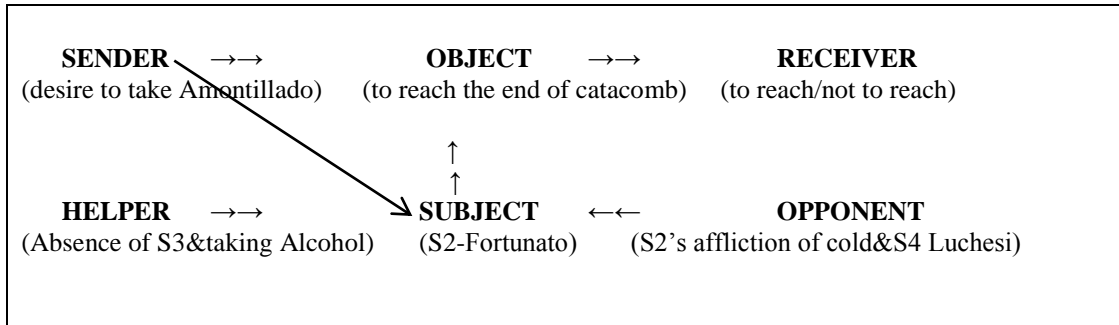 SENDER →→ OBJECT →→ RECEIVER
(desire to take Amontillado) (to reach the end of catacomb) (to reach/not to reach)
↑
↑
HELPER →→ SUBJECT ←← OPPONENT
(Absence of S3&taking Alcohol) (S2-Fortunato) (S2’s affliction of cold&S4 Luchesi)